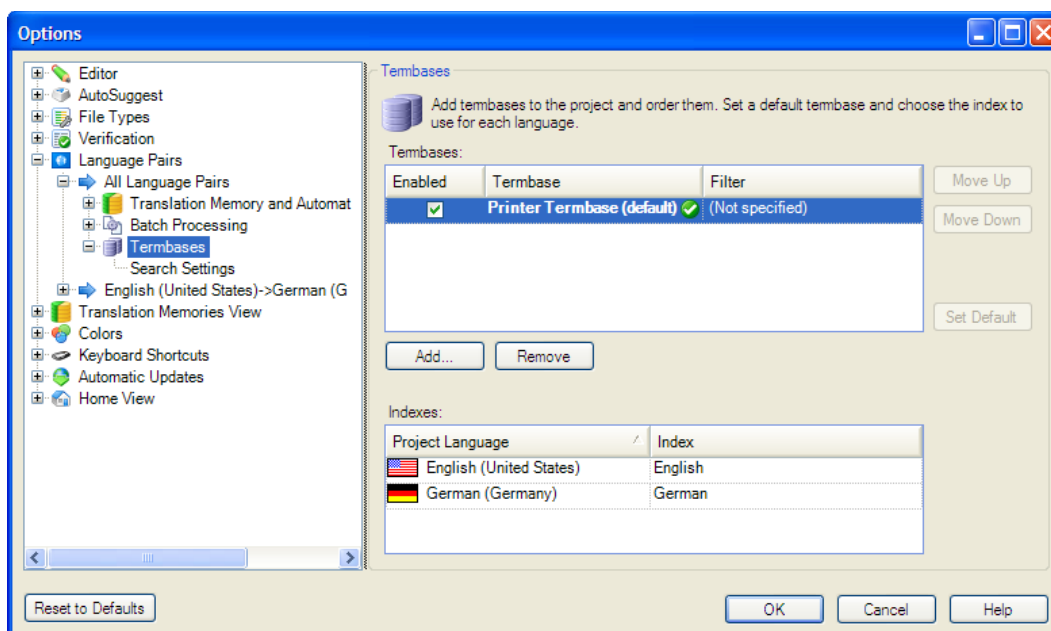 Options
Editor
AutoSuggest
File Types
Verification
Language Pairs
All Language Pairs
Translation Memory and Automat
Batch Processing
Termbases
Search Settings
English (United States)->German (G
Translation Memories View
Colors
Keyboard Shortcuts
Automatic Updates
Home View
Termbases
Add termbases to the project and order them. Set a default termbase and choose the index to
use for each language.
Termbases:
Enabled Termbase Filter
Printer Termbase (default) (Not specified)
Move Up
Move Down
Set Default
Add... Remove
Indexes:
Project Language Index
English (United States) English
German (Germany) German
Reset to Defaults OK Cancel Help